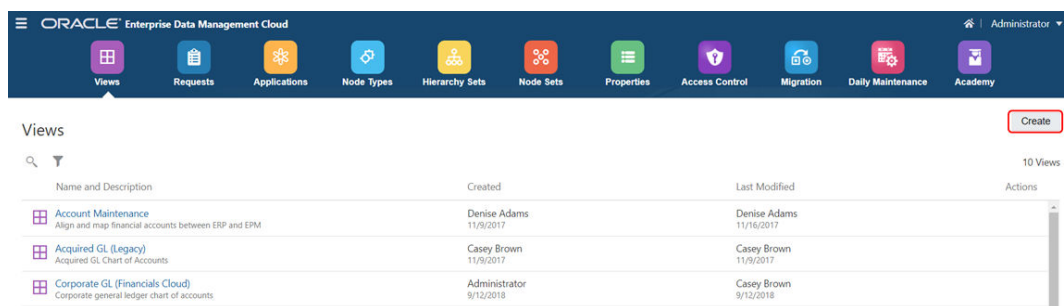 ORACLE® Enterprise Data Management Cloud Administrator
Views Requests Applications Node Types Hierarchy Sets Node Sets Properties Access Control Migration Daily Maintenance Academy
Views Create
10 Views
Name and Description Created Last Modified Actions
Account Maintenance Denise Adams Denise Adams
Align and map financial accounts between ERP and EPM 11/9/2017 11/16/2017
Acquired GL (Legacy) Casey Brown Casey Brown
Acquired GL Chart of Accounts 11/9/2017 11/9/2017
Corporate GL (Financials Cloud) Administrator Casey Brown
Corporate general ledger chart of accounts 9/12/2018 9/12/2018